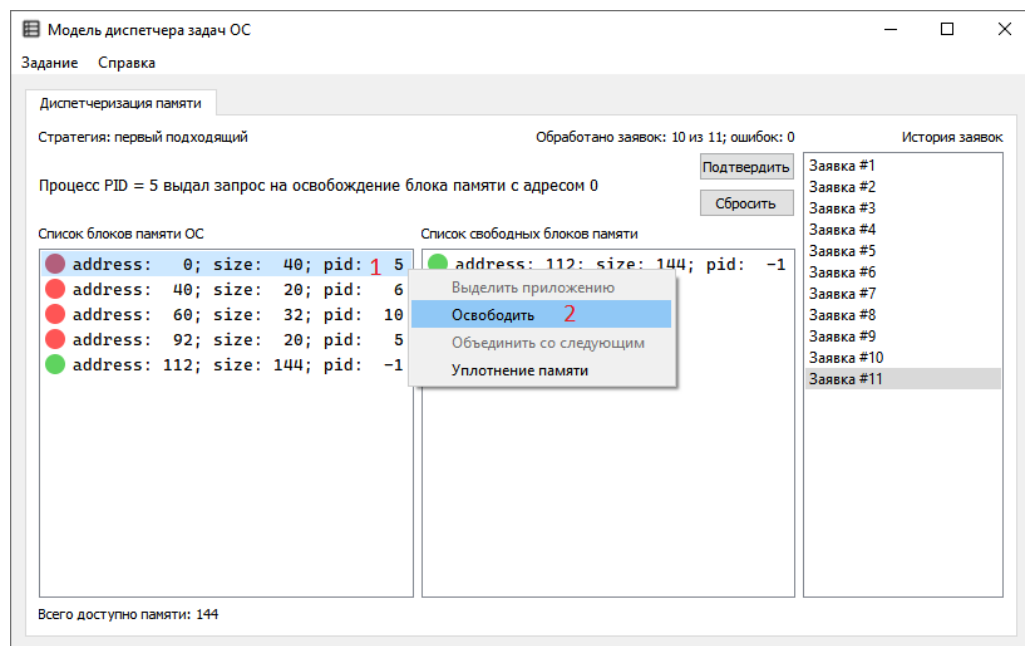 Модель диспетчера задач ОС
Задание Справка
Диспетчеризация памяти
Стратегия: первый подходящий
Обработано заявок: 10 из 11; ошибок: 0
История заявок
Процесс PID = 5 выдал запрос на освобождение блока памяти с адресом 0
Подтвердить
Сбросить
Список блоков памяти ОС
address: 0; size: 40; pid: 5
1
address: 40; size: 20; pid: 6
address: 60; size: 32; pid: 10
address: 92; size: 20; pid: 5
address: 112; size: 144; pid: -1
Список свободных блоков памяти
address: 112; size: 144; pid: -1
Выделить приложению
Освободить 2
Объединить со следующим
Уплотнение памяти
Заявка #1
Заявка #2
Заявка #3
Заявка #4
Заявка #5
Заявка #6
Заявка #7
Заявка #8
Заявка #9
Заявка #10
Заявка #11
Всего доступно памяти: 144